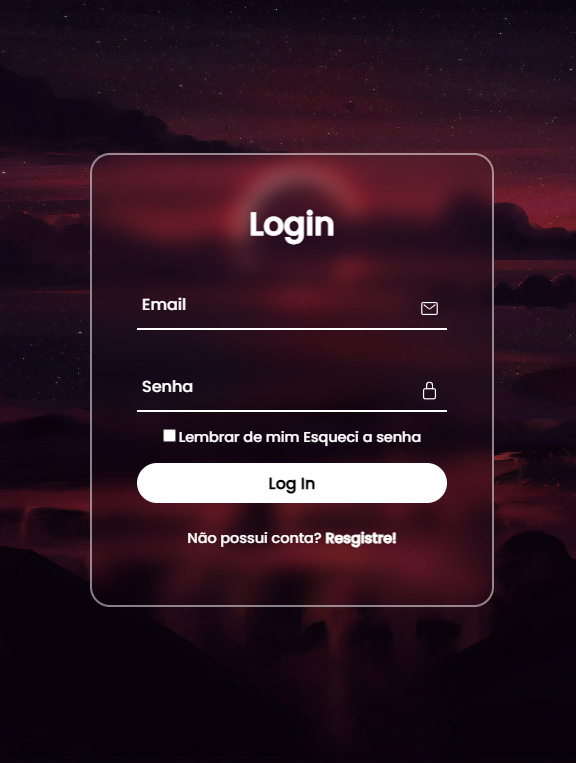 Login
Email
Senha
Lembrar de mim Esqueci a senha
Log In
Não possui conta? Resgistre!